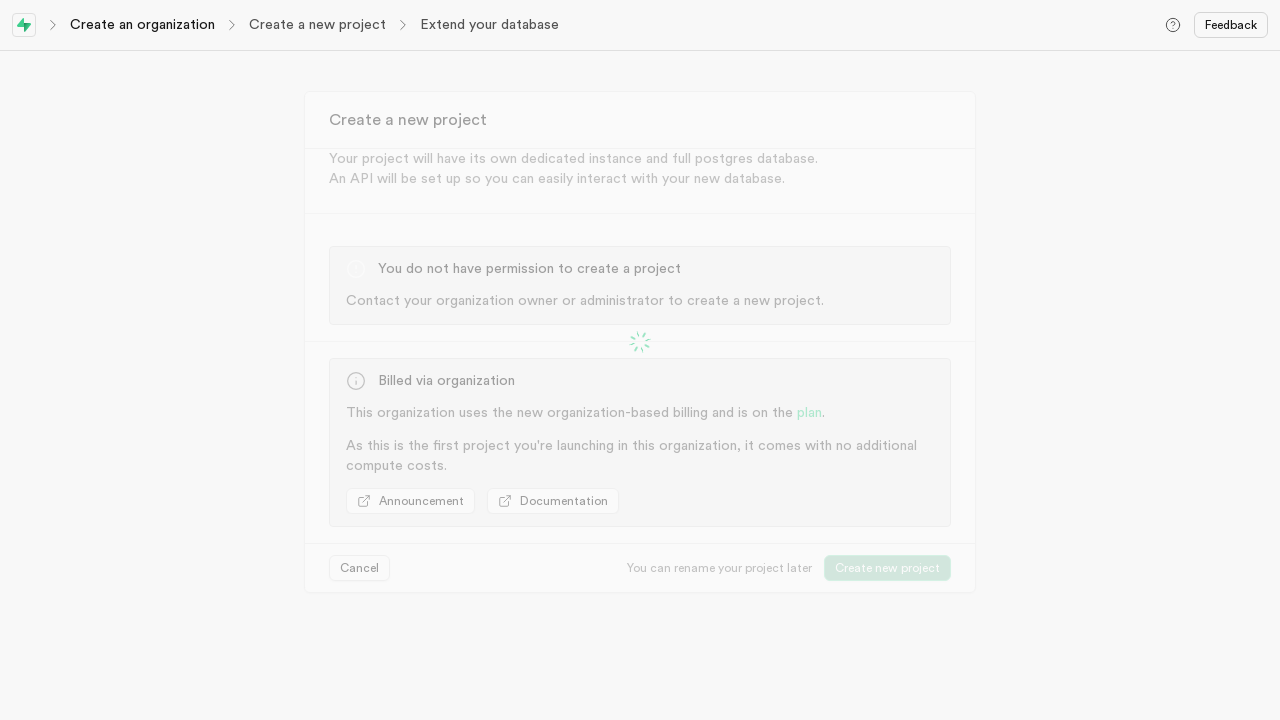 Create an organization
Create a new project
Extend your database
Feedback
Create a new project
Your project will have its own dedicated instance and full postgres database.
An API will be set up so you can easily interact with your new database.
You do not have permission to create a project
Contact your organization owner or administrator to create a new project.
Billed via organization
This organization uses the new organization-based billing and is on the plan.
As this is the first project you're launching in this organization, it comes with no additional
compute costs.
Announcement
Documentation
Cancel
You can rename your project later
Create new project